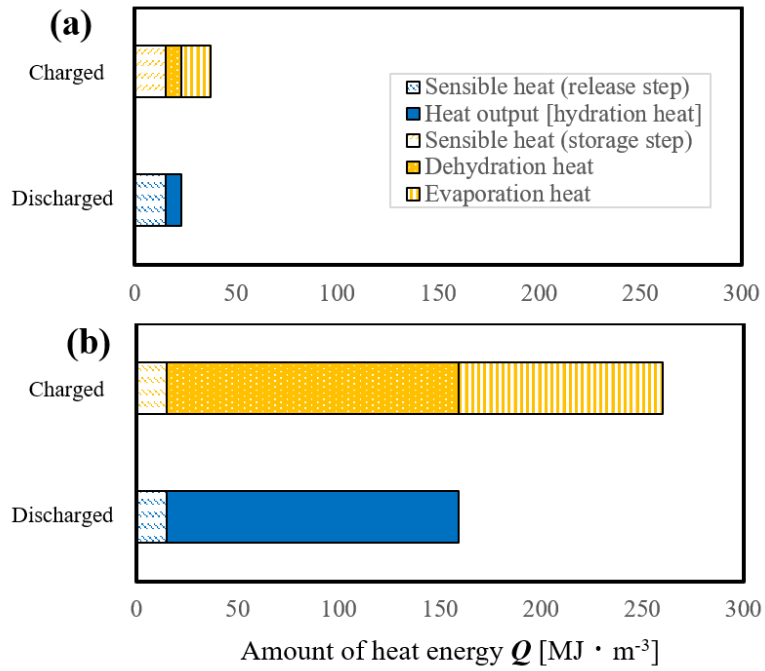 (a)
Charged
Discharged
Sensible heat (release step)
Heat output [hydration heat]
Sensible heat (storage step)
Dehydration heat
Evaporation heat
0 50 100 150 200 250 300
(b)
Charged
Discharged
0 50 100 150 200 250 300
Amount of heat energy Q [MJ・m-3]